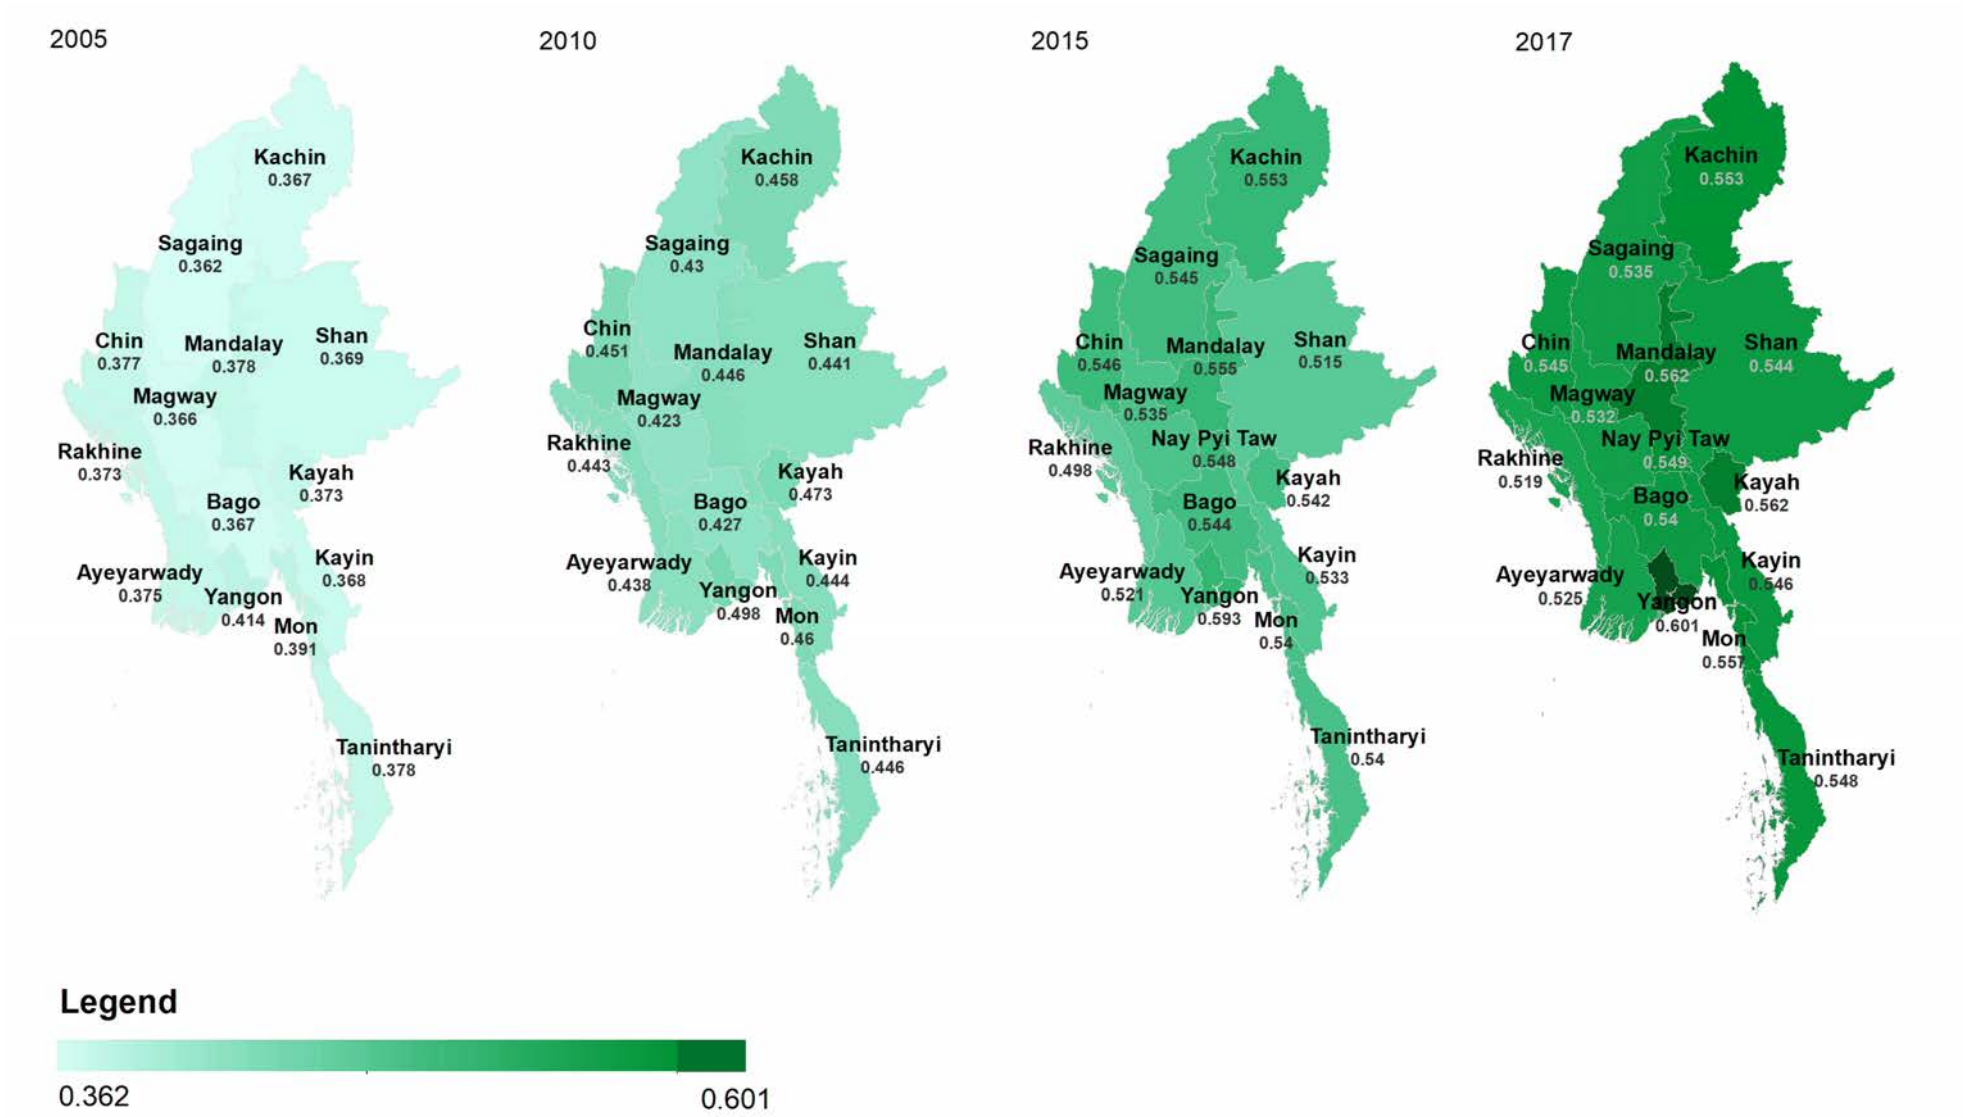 2005
Kachin
0.367
Sagaing
0.362
Chin
0.377
Mandalay
0.378
Shan
0.369
Magway
0.366
Rakhine
0.373
Kayah
0.373
Bago
0.367
Ayeyarwady
0.375
Kayin
0.368
Yangon
0.414
Mon
0.391
Tanintharyi
0.378
2010
Kachin
0.458
Sagaing
0.43
Chin
0.451
Mandalay
0.446
Shan
0.441
Magway
0.423
Rakhine
0.443
Kayah
0.473
Bago
0.427
Ayeyarwady
0.438
Kayin
0.444
Yangon
0.498
Mon
0.46
Tanintharyi
0.446
2015
Kachin
0.553
Sagaing
0.545
Chin
0.546
Mandalay
0.555
Shan
0.515
Magway
0.535
Nay Pyi Taw
0.548
Rakhine
0.498
Kayah
0.542
Bago
0.544
Kayin
0.533
Ayeyarwady
0.521
Yangon
0.593
Mon
0.54
Tanintharyi
0.54
2017
Kachin
0.553
Sagaing
0.535
Chin
0.545
Mandalay
0.562
Shan
0.544
Magway
0.532
Nay Pyi Taw
0.549
Rakhine
0.519
Kayah
0.562
Bago
0.54
Kayin
0.546
Ayeyarwady
0.525
Yangon
0.601
Mon
0.557
Tanintharyi
0.548
Legend
0.362
0.601